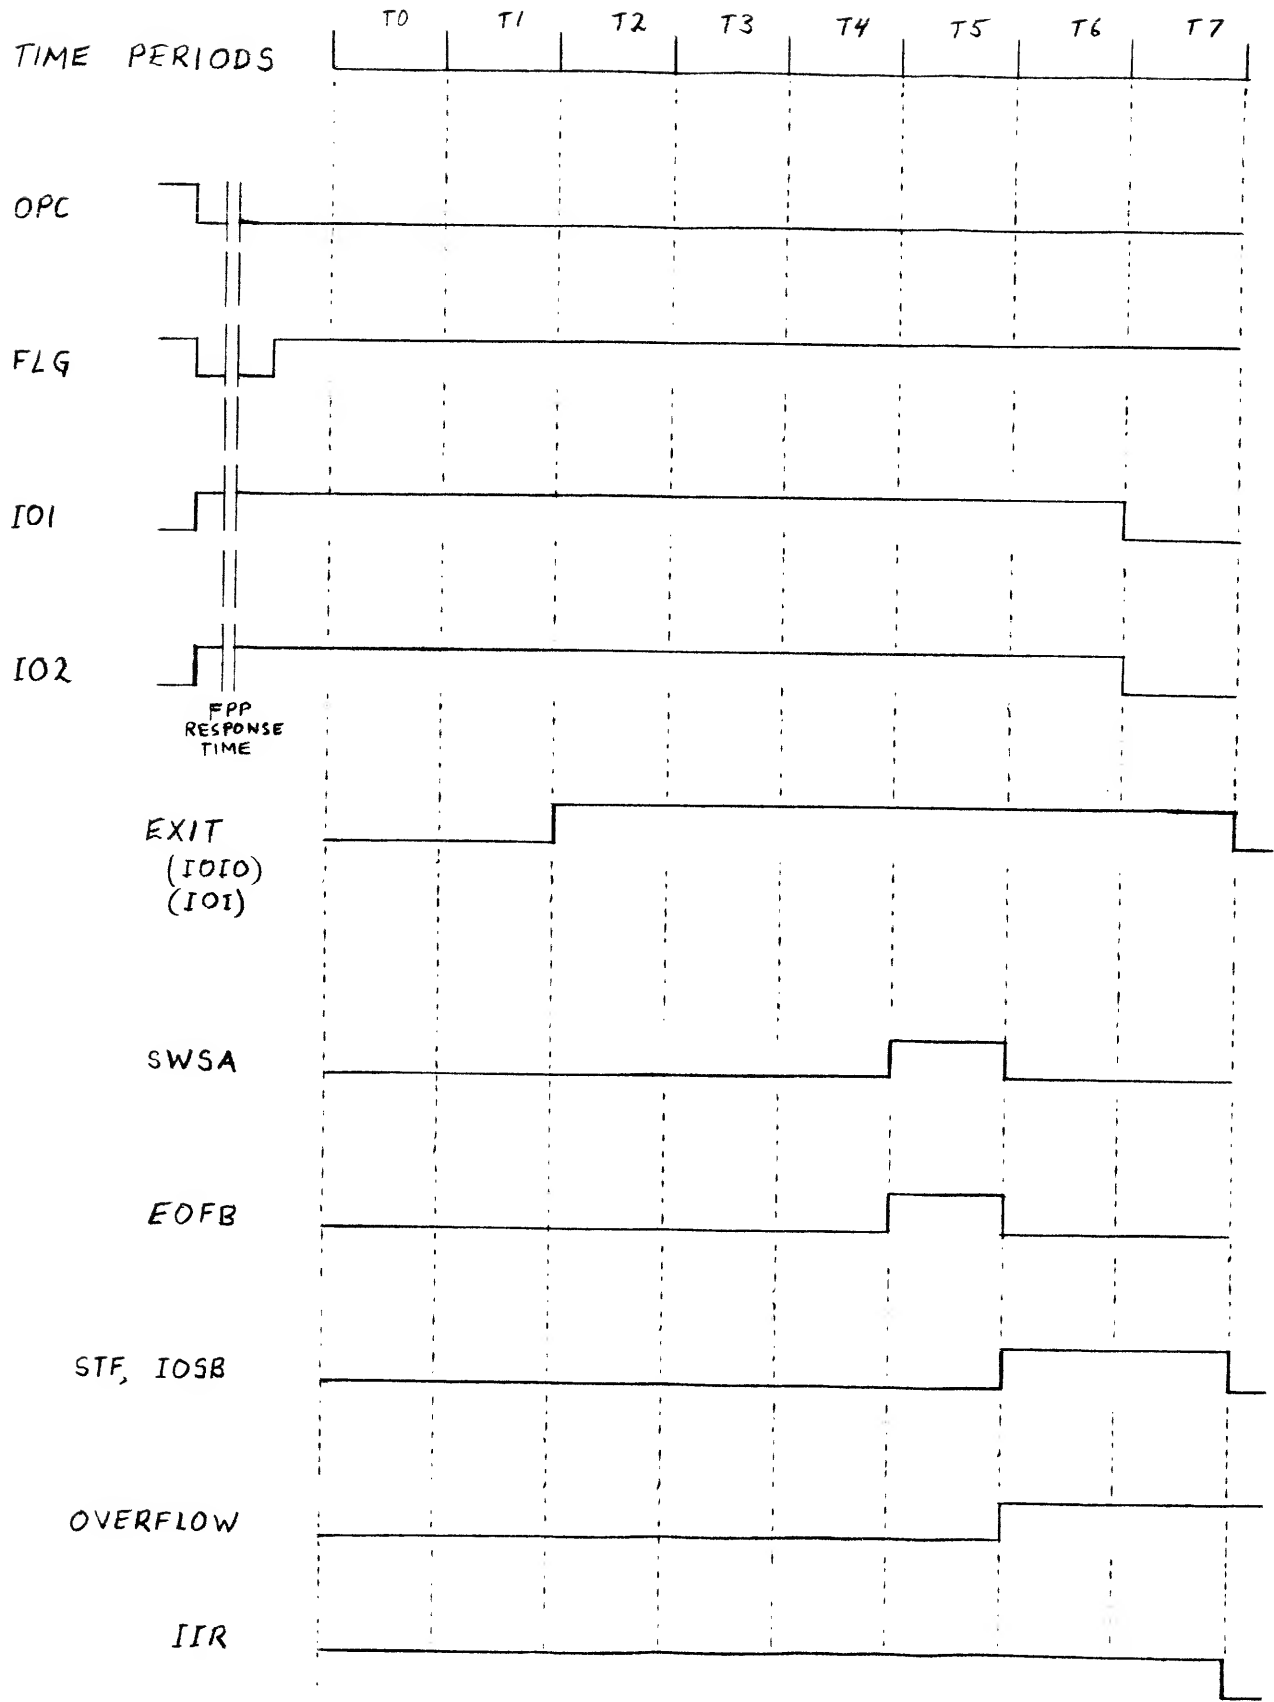 T0 T1 T2 T3 T4 T5 T6 T7
TIME PERIODS
OPC
FLG
IO1
IO2
FPP
RESPONSE
TIME
EXIT
(IOIO)
(IOI)
SWSA
EOFB
STF, IOSB
OVERFLOW
IIR